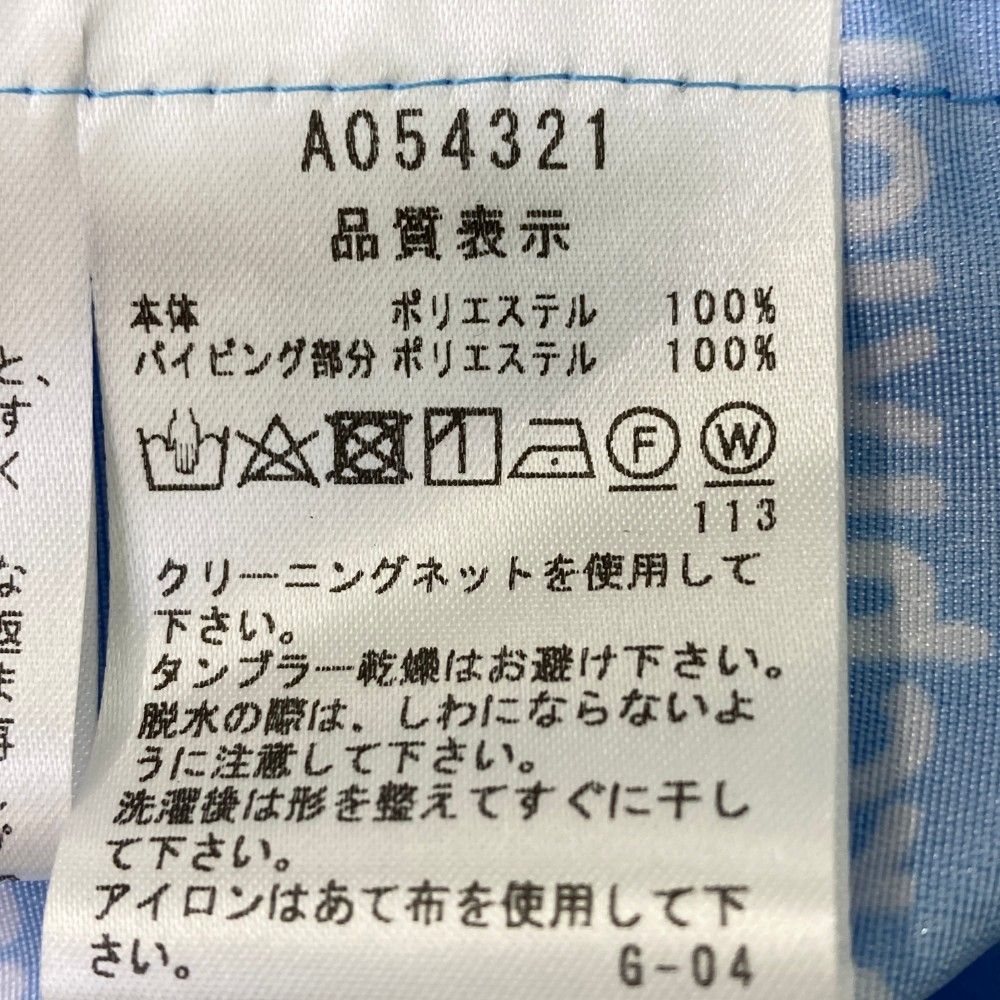 A054321
品質表示
本体 ポリエステル 100%
パイピング部分 ポリエステル 100%
F W
113
クリーニングネットを使用して
下さい。
タンブラー乾燥はお避け下さい。
脱水の際は、しわにならないよ
うに注意して下さい。
洗濯後は形を整えてすぐに干し
て下さい。
アイロンはあて布を使用して下
さい。 G-04
と、
す
く
な
ま